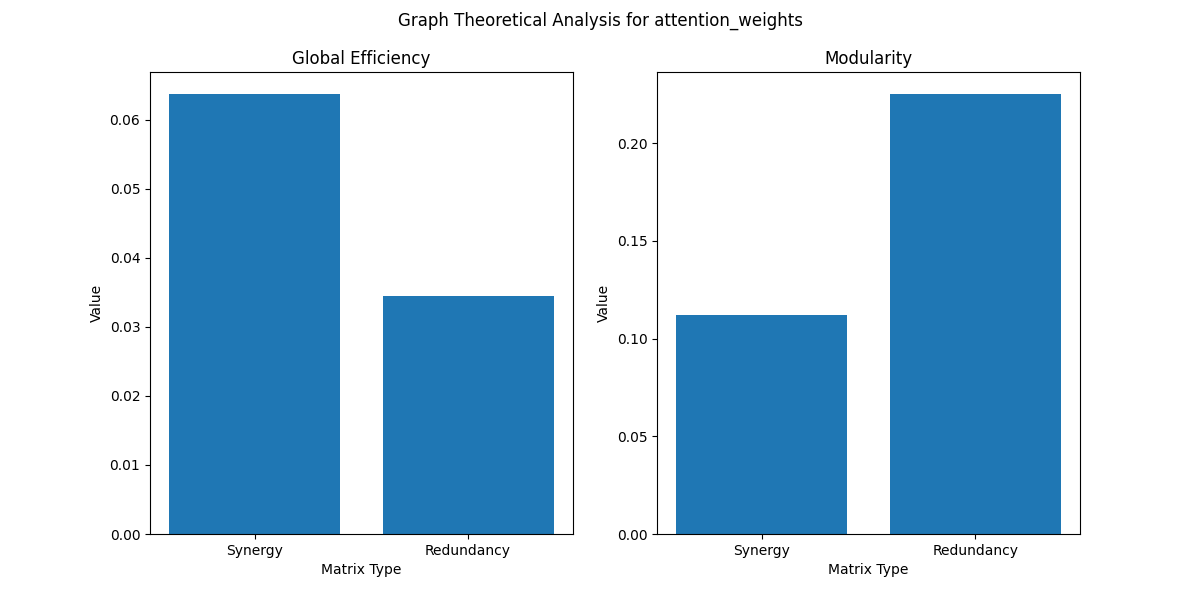 Graph Theoretical Analysis for attention_weights
Global Efficiency
Value
0.06
0.05
0.04
0.03
0.02
0.01
0.00
Synergy
Redundancy
Matrix Type
Modularity
Value
0.20
0.15
0.10
0.05
0.00
Synergy
Redundancy
Matrix Type